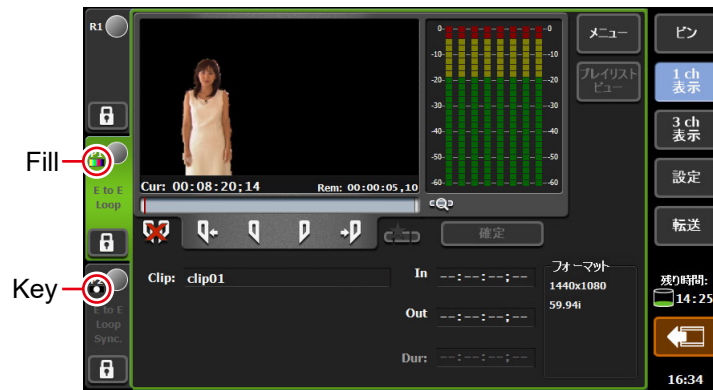 Fill
Key
R1
E to E
Loop
E to E
Loop
Sync.
Cur: 00:08:20;14
Rem: 00:00:05,10
0 0
-10 -10
-20 -20
-30 -30
-40 -40
-50 -50
-60 -60
メニュー
プレイリスト
ビュー
確定
Clip: clip01
In --:--:--;--
Out --:--:--;--
Dur: --:--:--;--
フォーマット
1440x1080
59.94i
ビン
1 ch
表示
3 ch
表示
設定
転送
残り時間:
14:25
16:34